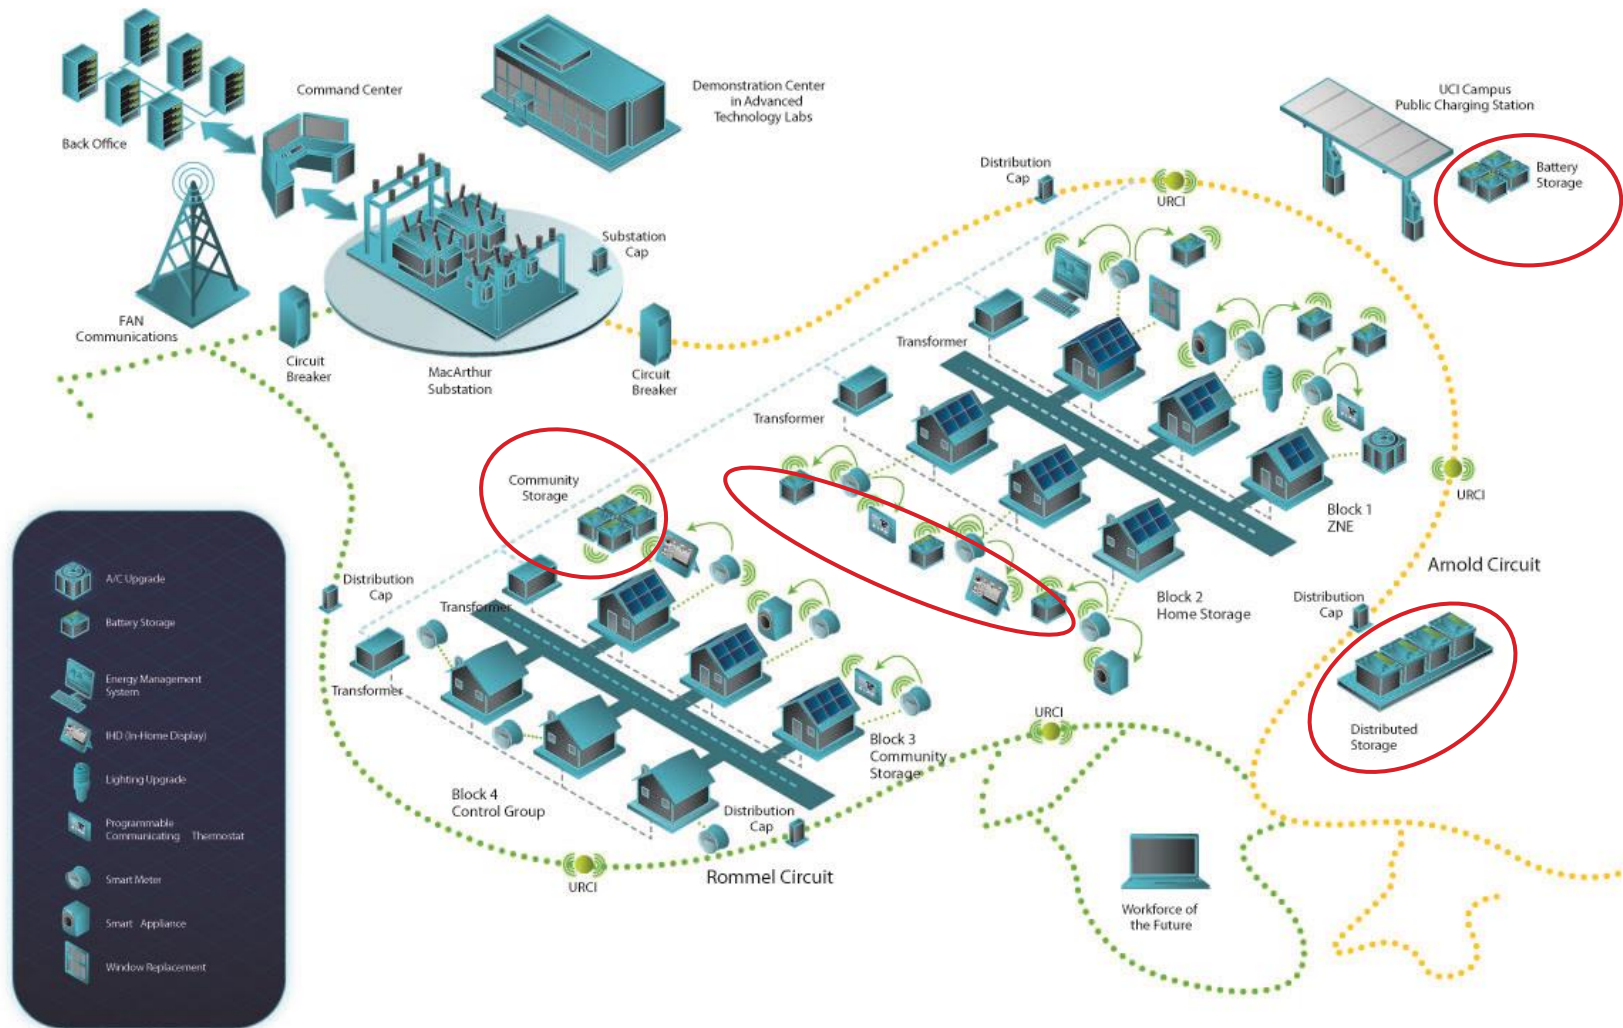 Back Office
Command Center
Demonstration Center
in Advanced
Technology Labs
UCI Campus
Public Charging Station
Battery
Storage
Distribution
Cap
URCI
Substation
Cap
FAN
Communications
Circuit
Breaker
MacArthur
Substation
Circuit
Breaker
Transformer
Transformer
URCI
Community
Storage
Block 1
ZNE
Arnold Circuit
Distribution
Cap
Transformer
Block 2
Home Storage
Distribution
Cap
Transformer
Distributed
Storage
URCI
Block 3
Community
Storage
Block 4
Control Group
Distribution
Cap
URCI
Rommel Circuit
Workforce of
the Future
A/C Upgrade
Battery Storage
Energy Management
System
IHD (In-Home Display)
Lighting Upgrade
Programmable
Communicating Thermostat
Smart Meter
Smart Appliance
Window Replacement